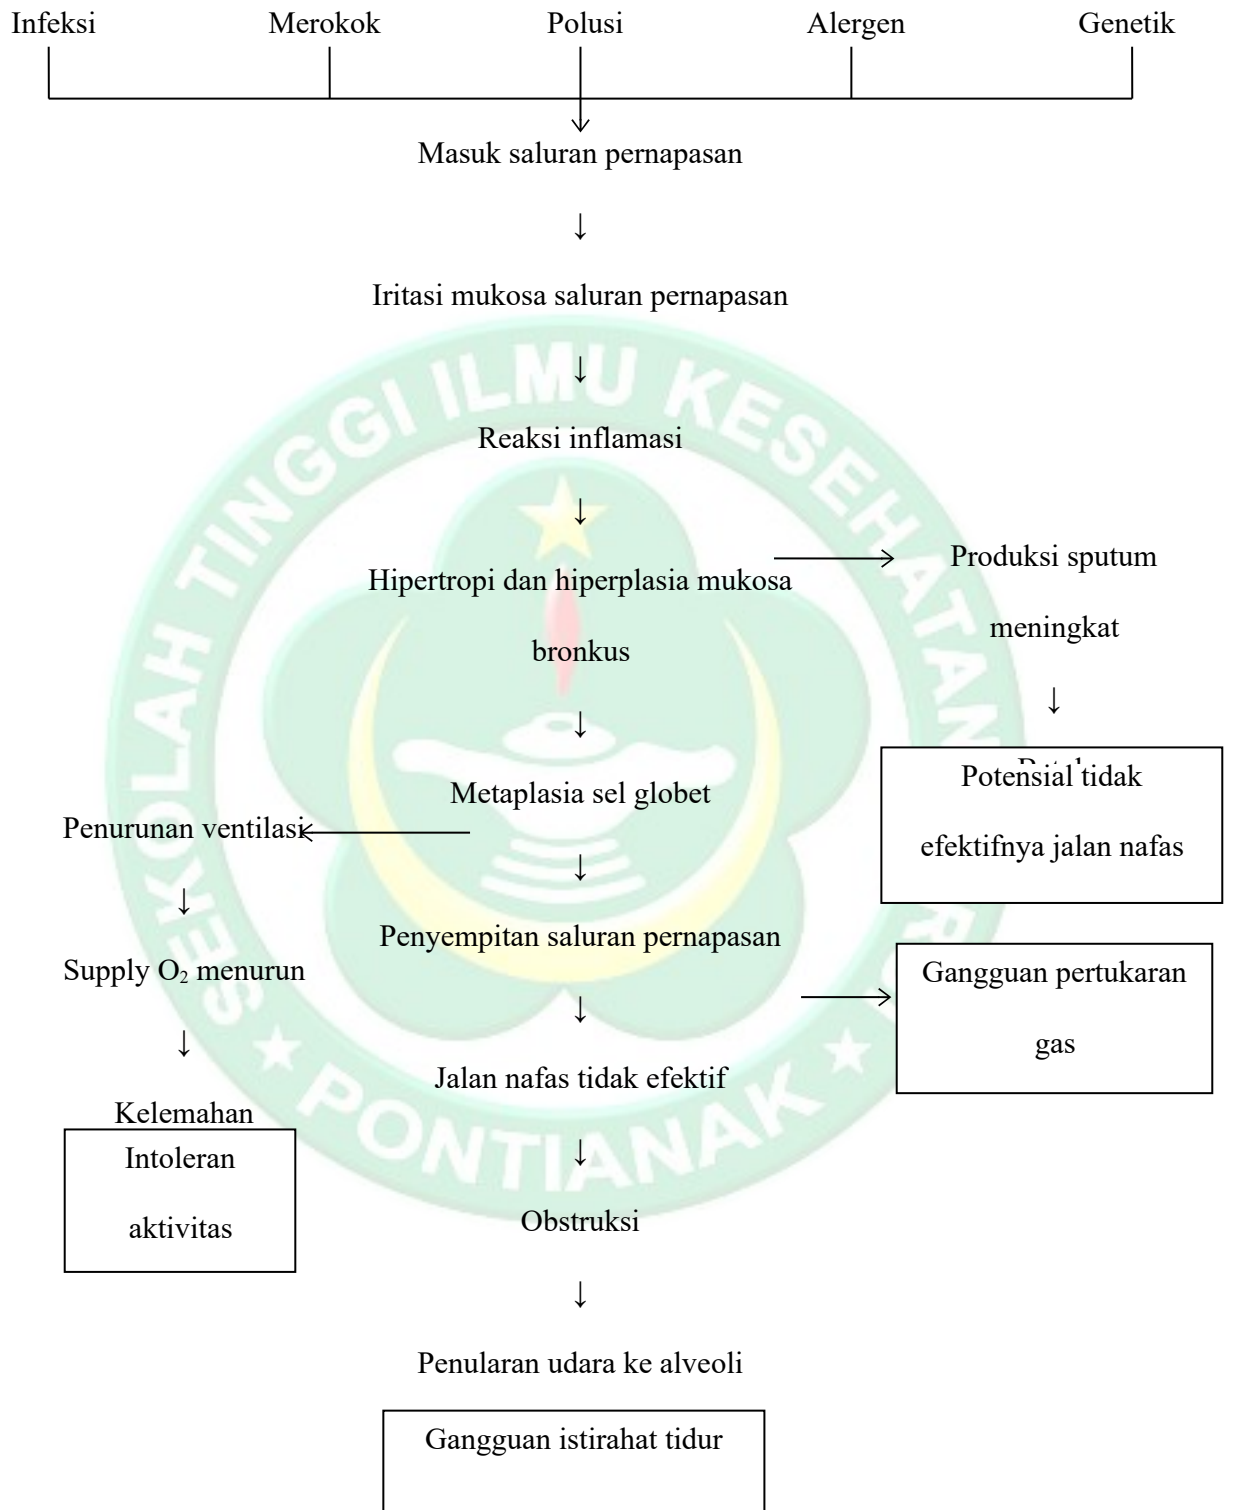 Infeksi Merokok Polusi Alergen Genetik
Masuk saluran pernapasan
↓
Iritasi mukosa saluran pernapasan
↓
Reaksi inflamasi
↓
Hipertropi dan hiperplasia mukosa
bronkus
↓
Metaplasia sel globet
↓
Penyempitan saluran pernapasan
↓
Jalan nafas tidak efektif
↓
Obstruksi
↓
Penularan udara ke alveoli
Gangguan istirahat tidur
Produksi sputum
meningkat
↓
Potensial tidak
efektifnya jalan nafas
Gangguan pertukaran
gas
Penurunan ventilasi
↓
Supply O₂ menurun
↓
Kelemahan
Intoleran
aktivitas
SEKOLAH TINGGI ILMU KESEHATAN
PONTIANAK